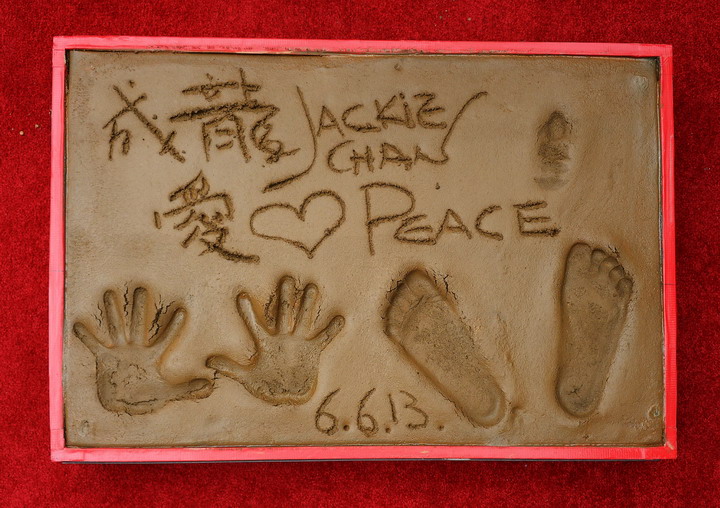 成龍 JACKIE
CHAN
愛 ♡ PEACE
6.6.13.